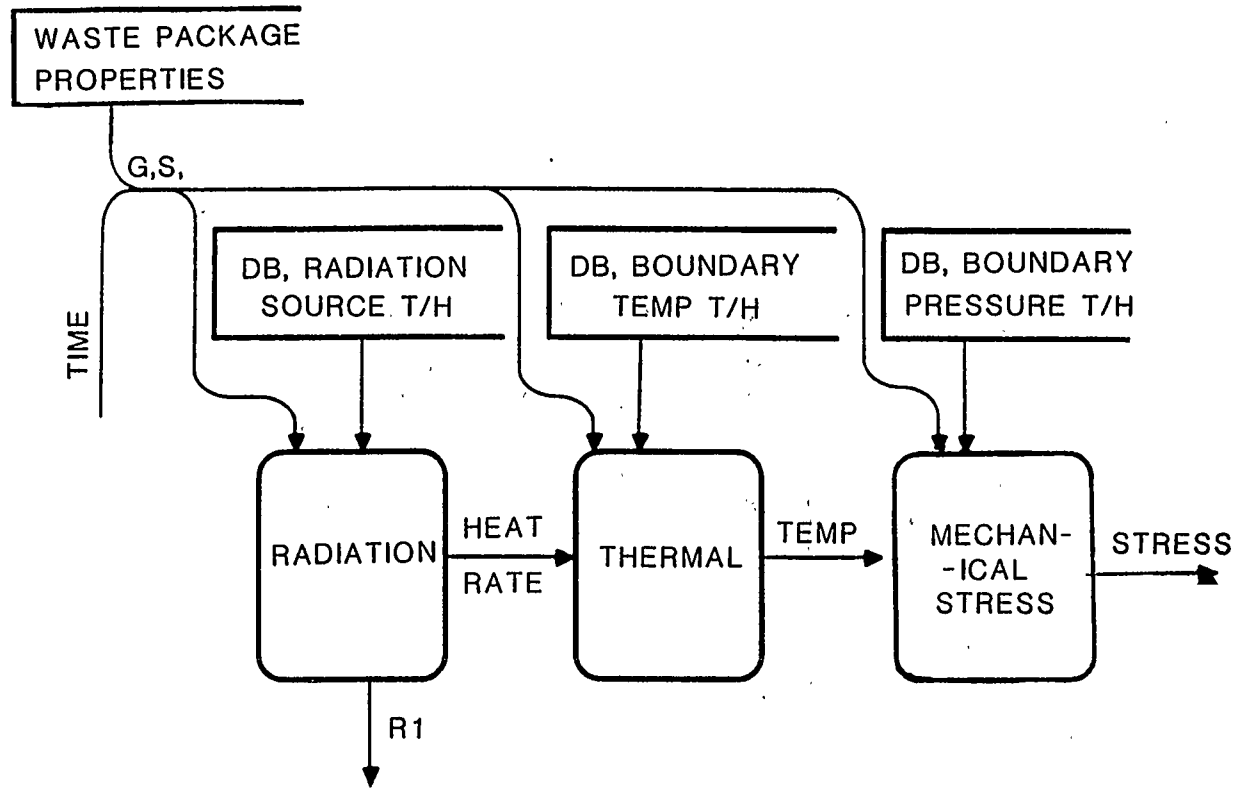 WASTE PACKAGE
PROPERTIES
G,S,
TIME
DB, RADIATION
SOURCE T/H
DB, BOUNDARY
TEMP T/H
DB, BOUNDARY
PRESSURE T/H
RADIATION
HEAT
RATE
THERMAL
TEMP
MECHAN-
-ICAL
STRESS
STRESS
R1